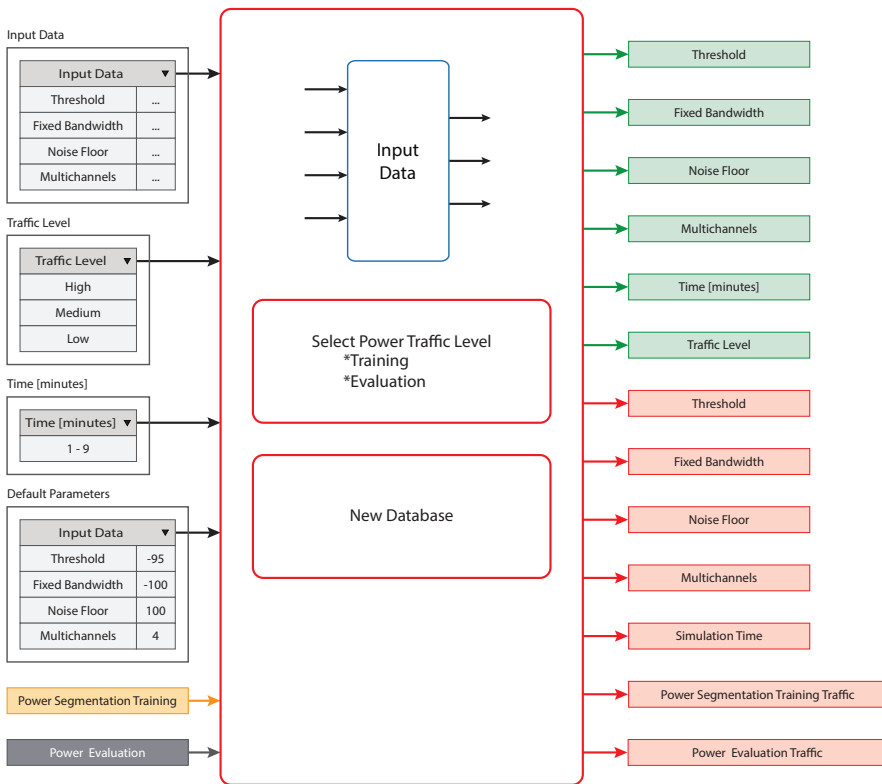 Input Data
Input Data
Threshold ...
Fixed Bandwidth ...
Noise Floor ...
Multichannels ...
Traffic Level
Traffic Level
High
Medium
Low
Time [minutes]
Time [minutes]
1 - 9
Default Parameters
Input Data
Threshold -95
Fixed Bandwidth -100
Noise Floor 100
Multichannels 4
Power Segmentation Training
Power Evaluation
Input
Data
Select Power Traffic Level
*Training
*Evaluation
New Database
Threshold
Fixed Bandwidth
Noise Floor
Multichannels
Time [minutes]
Traffic Level
Threshold
Fixed Bandwidth
Noise Floor
Multichannels
Simulation Time
Power Segmentation Training Traffic
Power Evaluation Traffic